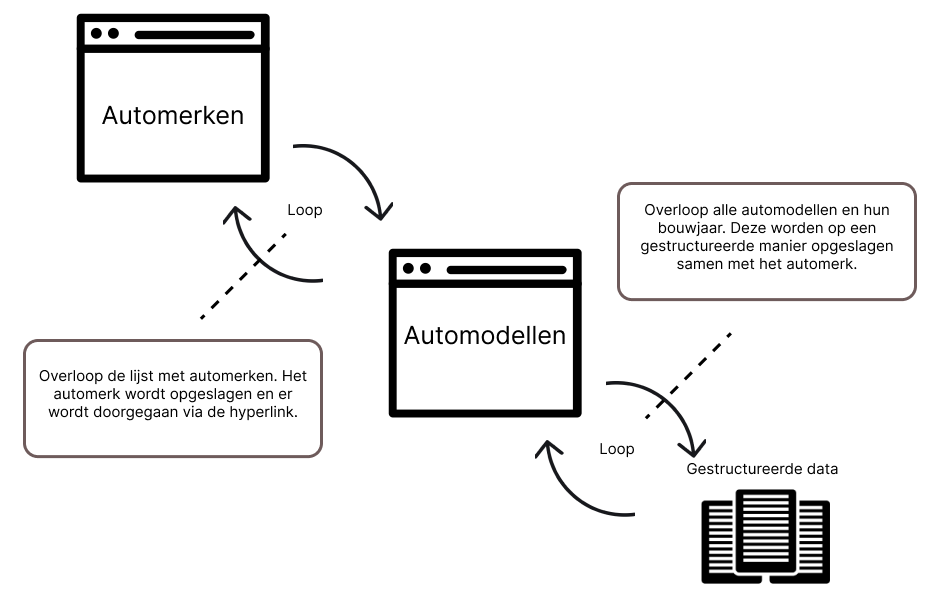 Automerken
Loop
Overloop de lijst met automerken. Het
automerk wordt opgeslagen en er
wordt doorgegaan via de hyperlink.
Automodellen
Overloop alle automodellen en hun
bouwjaar. Deze worden op een
gestructureerde manier opgeslagen
samen met het automerk.
Loop
Gestructureerde data